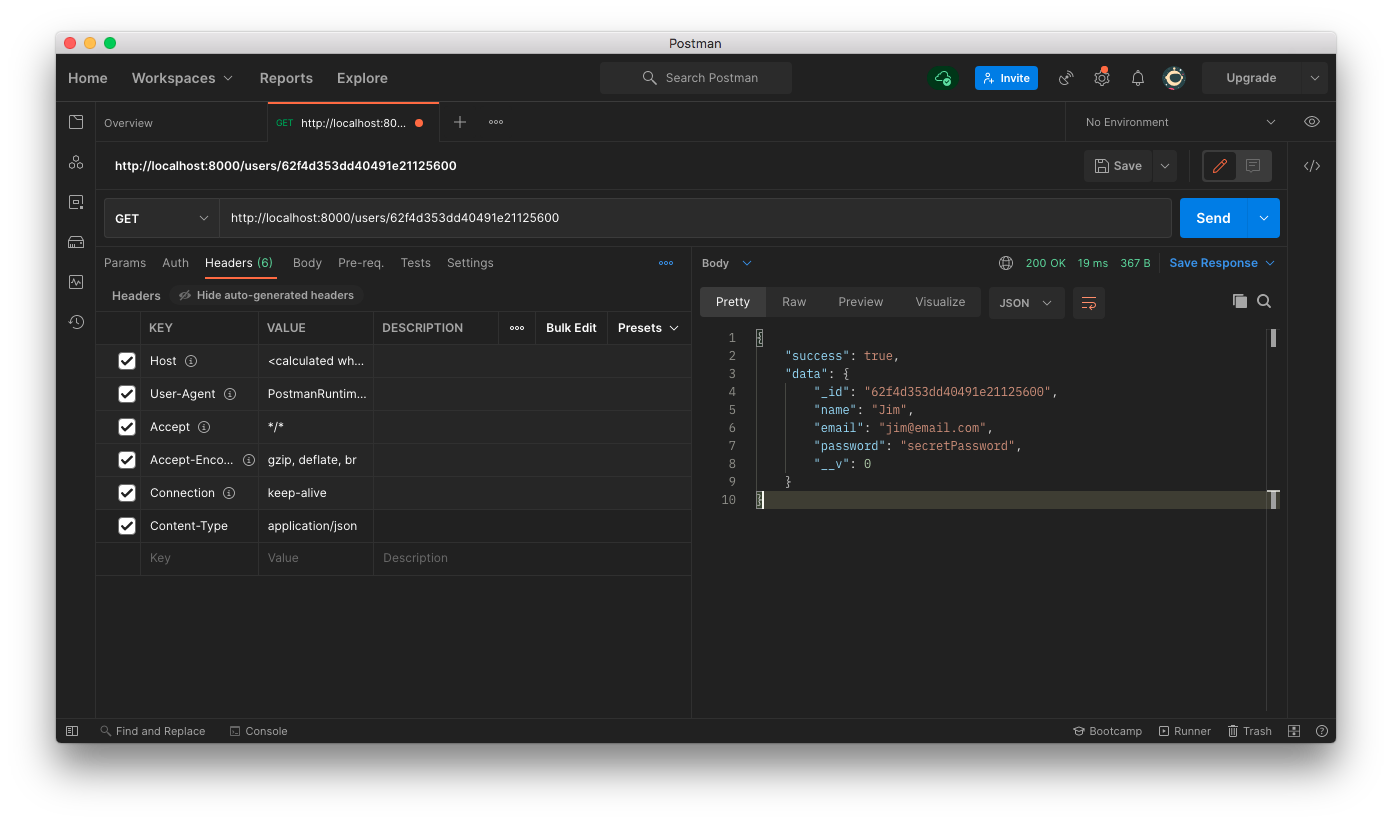 Postman
Home Workspaces Reports Explore Search Postman Invite Upgrade
Overview GET http://localhost:80... No Environment
http://localhost:8000/users/62f4d353dd40491e21125600 Save
GET http://localhost:8000/users/62f4d353dd40491e21125600 Send
Params Auth Headers (6) Body Pre-req. Tests Settings
Headers Hide auto-generated headers
KEY VALUE DESCRIPTION Bulk Edit Presets
Host <calculated wh...
User-Agent PostmanRuntim...
Accept */*
Accept-Enco... gzip, deflate, br
Connection keep-alive
Content-Type application/json
Key Value Description
Body 200 OK 19 ms 367 B Save Response
Pretty Raw Preview Visualize JSON
1 {
2 "success": true,
3 "data": {
4 "_id": "62f4d353dd40491e21125600",
5 "name": "Jim",
6 "email": "jim@email.com",
7 "password": "secretPassword",
8 "__v": 0
9 }
10 }
Find and Replace Console Bootcamp Runner Trash